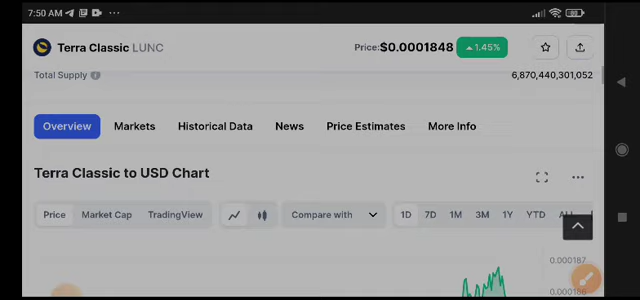 7:50 AM
Terra Classic LUNC Price:$0.0001848 1.45%
Total Supply 6,870,440,301,052
Overview Markets Historical Data News Price Estimates More Info
Terra Classic to USD Chart
Price Market Cap TradingView Compare with 1D 7D 1M 3M 1Y YTD
0.000187
0.000186